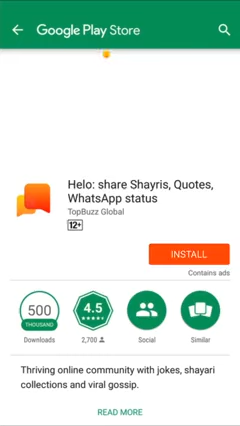 Google Play Store
Helo: share Shayris, Quotes,
WhatsApp status
TopBuzz Global
12+
INSTALL
Contains ads
500
THOUSAND
Downloads
4.5
2,700
Social
Similar
Thriving online community with jokes, shayari
collections and viral gossip.
READ MORE